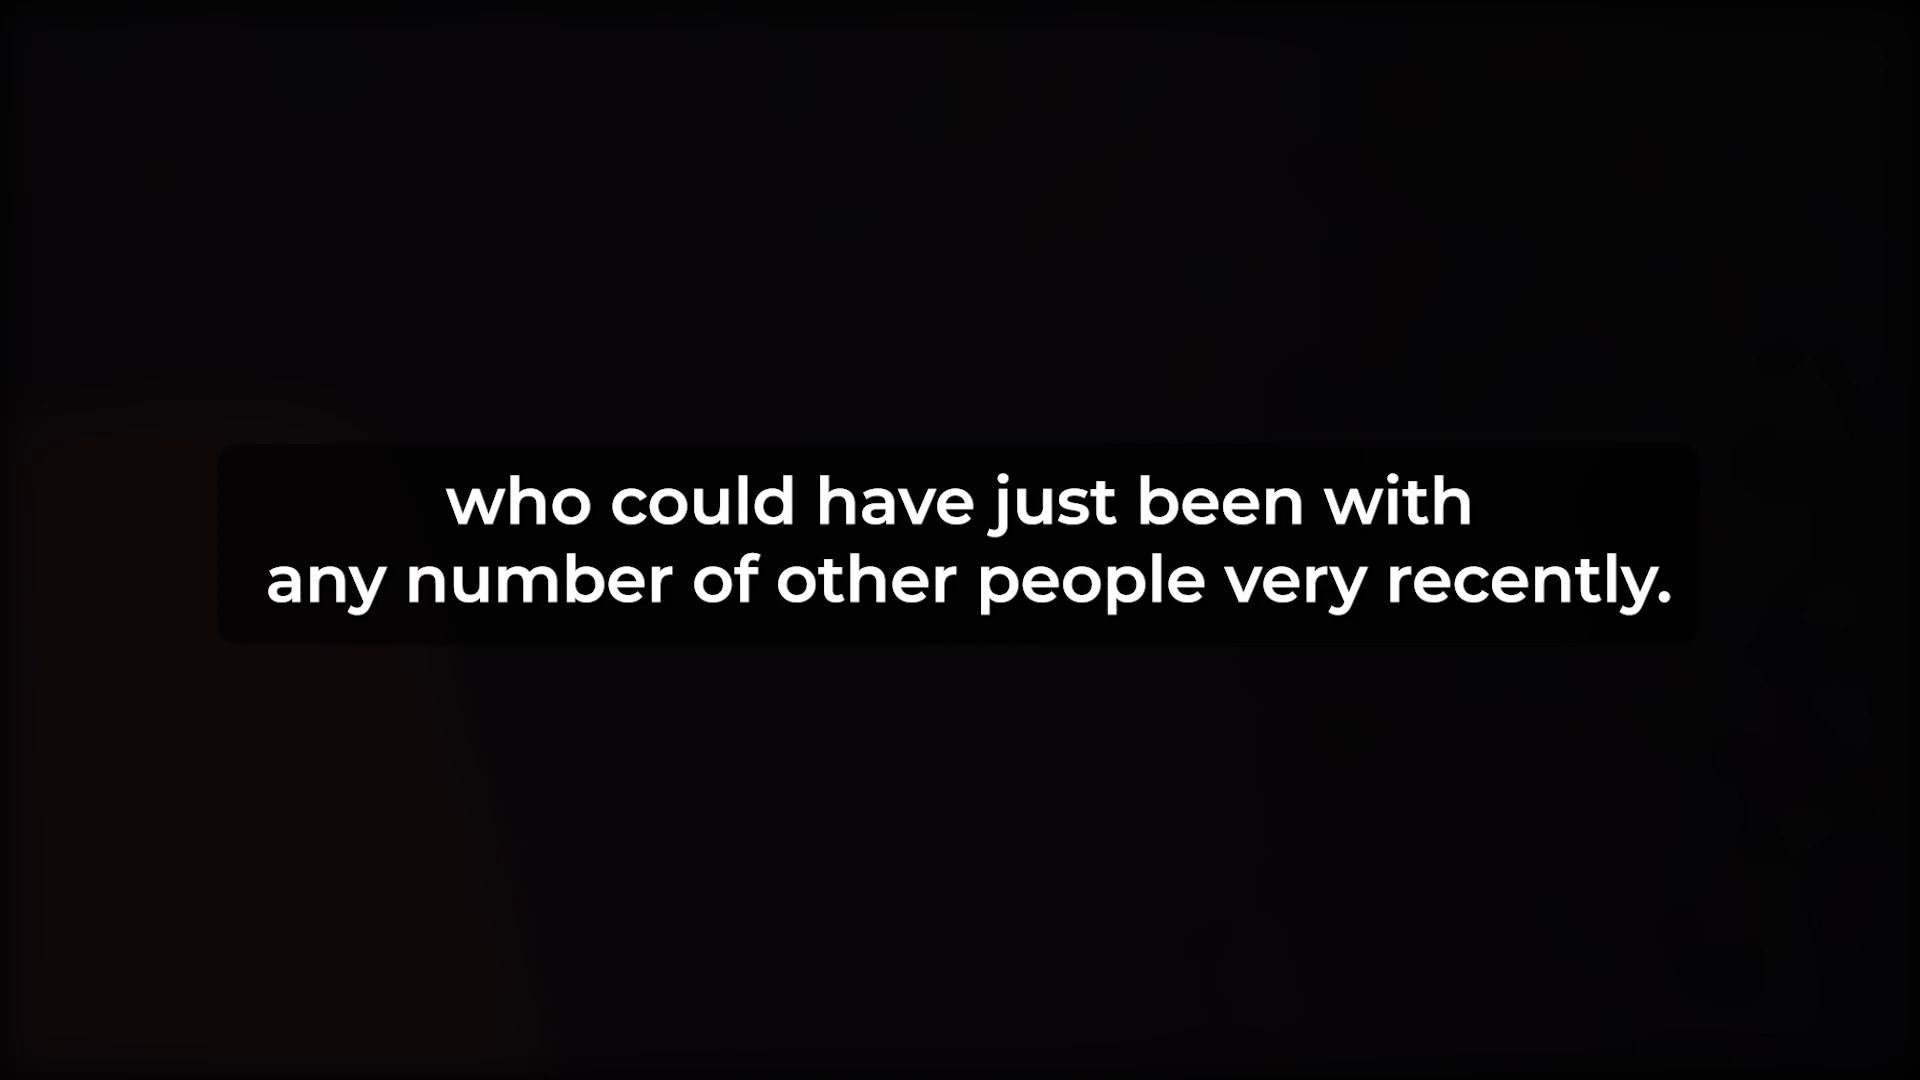 who could have just been with
any number of other people very recently.